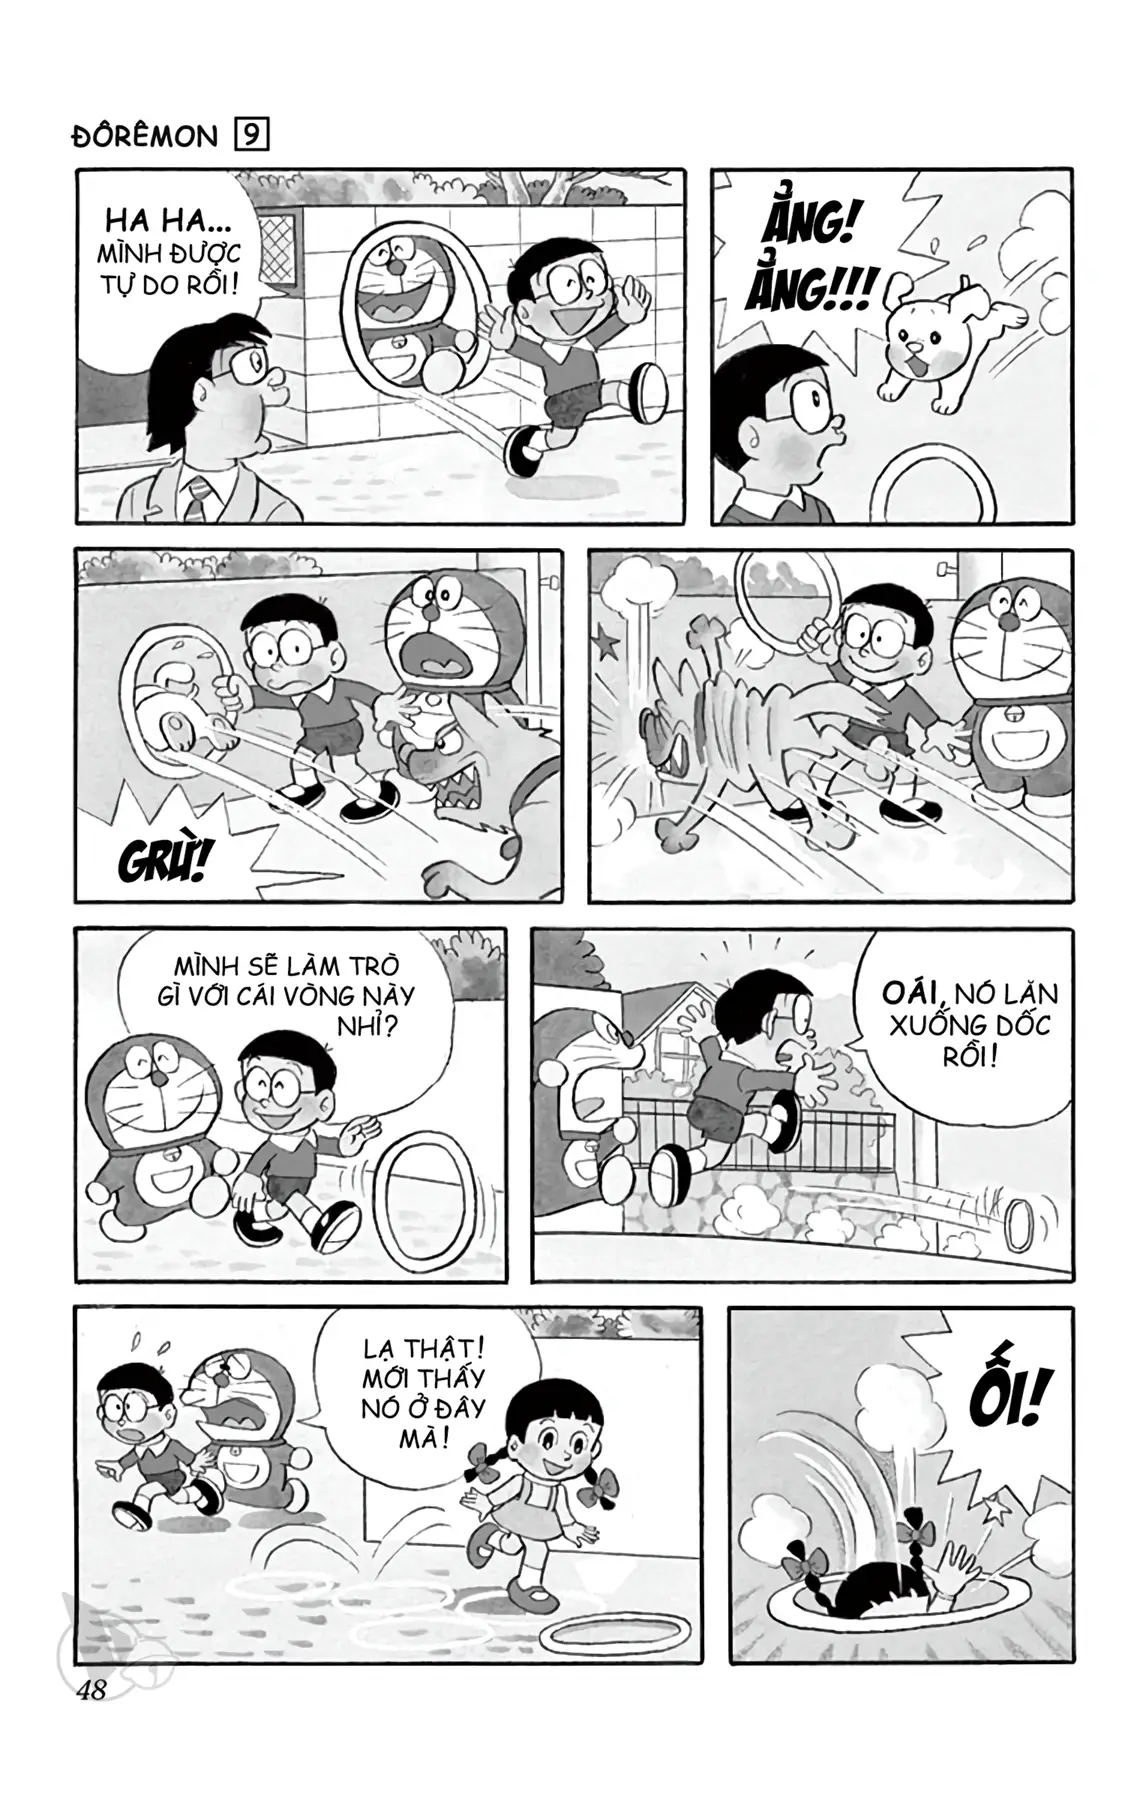 ĐÔRÊMON 9
HA HA...
MÌNH ĐƯỢC
TỰ DO RỒI!
ẲNG!
ẲNG!!!
GRỪ!
MÌNH SẼ LÀM TRÒ
GÌ VỚI CÁI VÒNG NÀY
NHỈ?
OÁI, NÓ LĂN
XUỐNG DỐC
RỒI!
LẠ THẬT!
MỚI THẤY
NÓ Ở ĐÂY
MÀ!
ỐI!
48